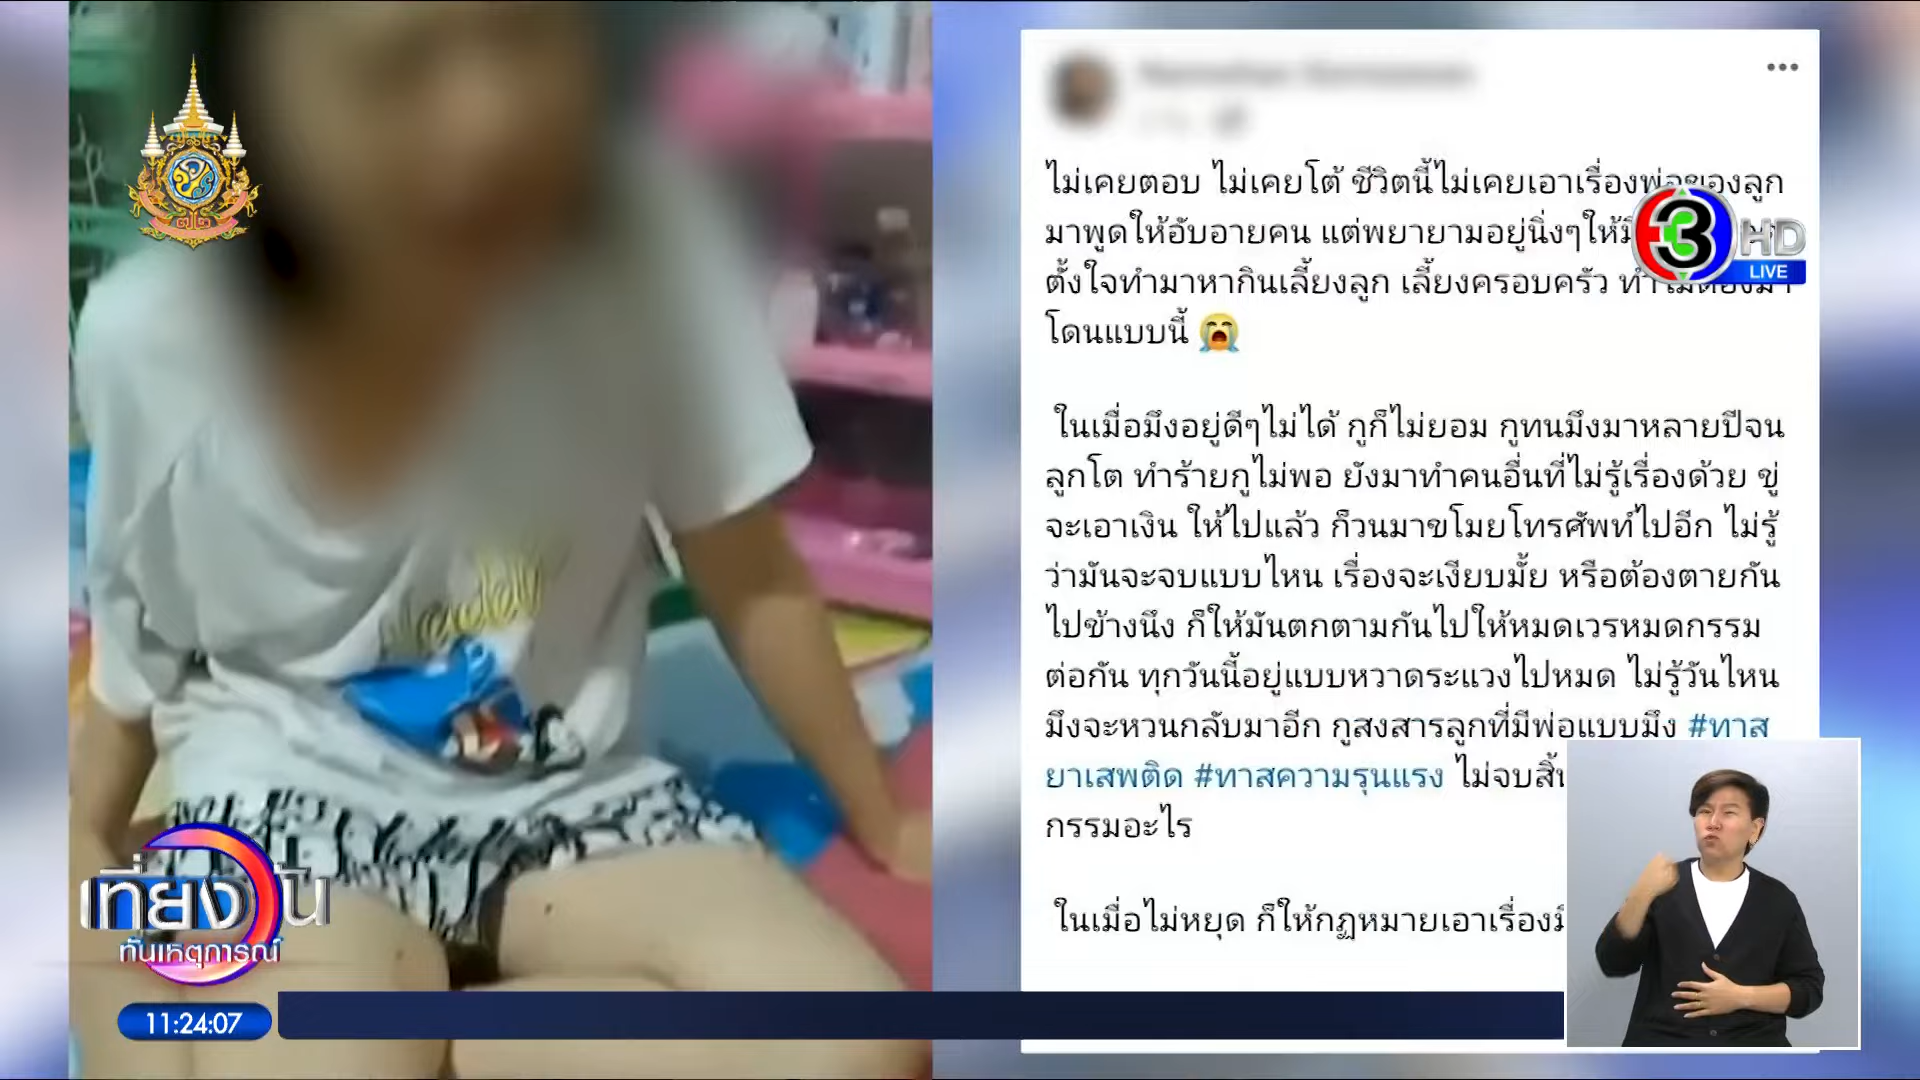 ไม่เคยตอบ ไม่เคยโต้ ชีวิตนี้ไม่เคยเอาเรื่องพ่อของลูก
มาพูดให้อับอายคน แต่พยายามอยู่นิ่งๆให้
ตั้งใจทำมาหากินเลี้ยงลูก เลี้ยงครอบครัว ทำไมต้องมา
โดนแบบนี้ 😭
ในเมื่อมึงอยู่ดีๆไม่ได้ กูก็ไม่ยอม กูทนมึงมาหลายปีจน
ลูกโต ทำร้ายกูไม่พอ ยังมาทำคนอื่นที่ไม่รู้เรื่องด้วย ขู่
จะเอาเงิน ให้ไปแล้ว ก็วนมาขโมยโทรศัพท์ไปอีก ไม่รู้
ว่ามันจะจบแบบไหน เรื่องจะเงียบมั้ย หรือต้องตายกัน
ไปข้างนึง ก็ให้มันตกตามกันไปให้หมดเวรหมดกรรม
ต่อกัน ทุกวันนี้อยู่แบบหวาดระแวงไปหมด ไม่รู้วันไหน
มึงจะหวนกลับมาอีก กูสงสารลูกที่มีพ่อแบบมึง #ทาส
ยาเสพติด #ทาสความรุนแรง ไม่จบสิ้น
กรรมอะไร
ในเมื่อไม่หยุด ก็ให้กฏหมายเอาเรื่อง
3 HD
LIVE
เที่ยงวัน
ทันเหตุการณ์
11:24:07